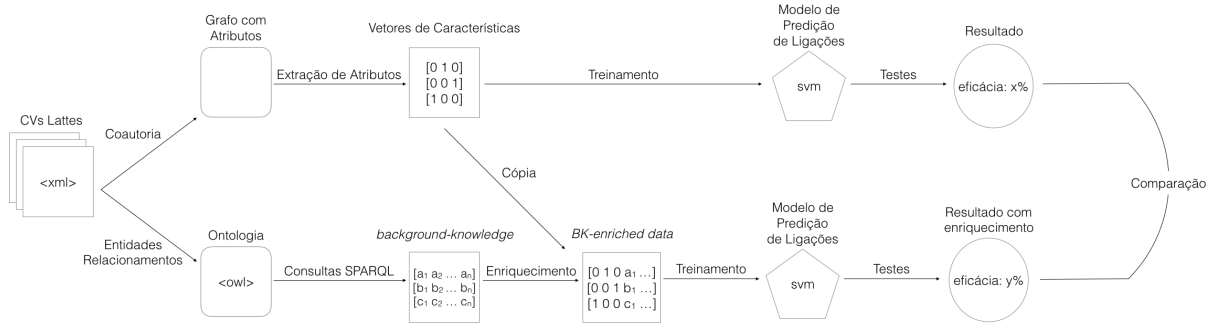 Grafo com
Atributos
Vetores de Características
Modelo de
Predição
de Ligações
Resultado
Extração de Atributos
[0 1 0]
[0 0 1]
[1 0 0]
Treinamento
svm
Testes
eficácia: x%
CVs Lattes
<xml>
Coautoria
Cópia
Comparação
Entidades
Relacionamentos
Ontologia
<owl>
Consultas SPARQL
background-knowledge
[a₁ a₂ ... aₙ]
[b₁ b₂ ... bₙ]
[c₁ c₂ ... cₙ]
Enriquecimento
BK-enriched data
[0 1 0 a₁ ...]
[0 0 1 b₁ ...]
[1 0 0 c₁ ...]
Treinamento
Modelo de
Predição
de Ligações
svm
Testes
Resultado com
enriquecimento
eficácia: y%